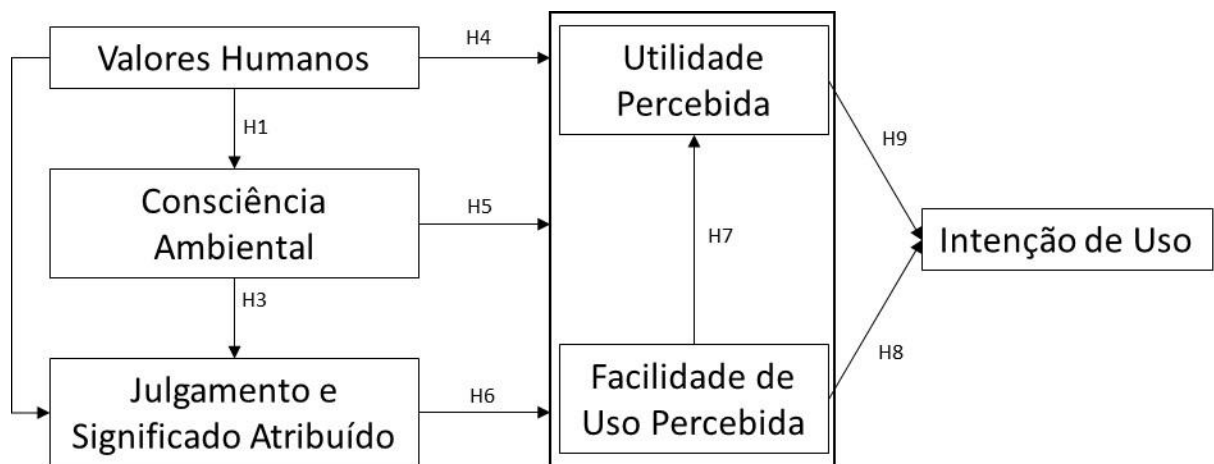 Valores Humanos
H4
Utilidade
Percebida
H1
H9
Consciência
Ambiental
H5
H7
Intenção de Uso
H3
H8
Julgamento e
Significado Atribuído
H6
Facilidade de
Uso Percebida